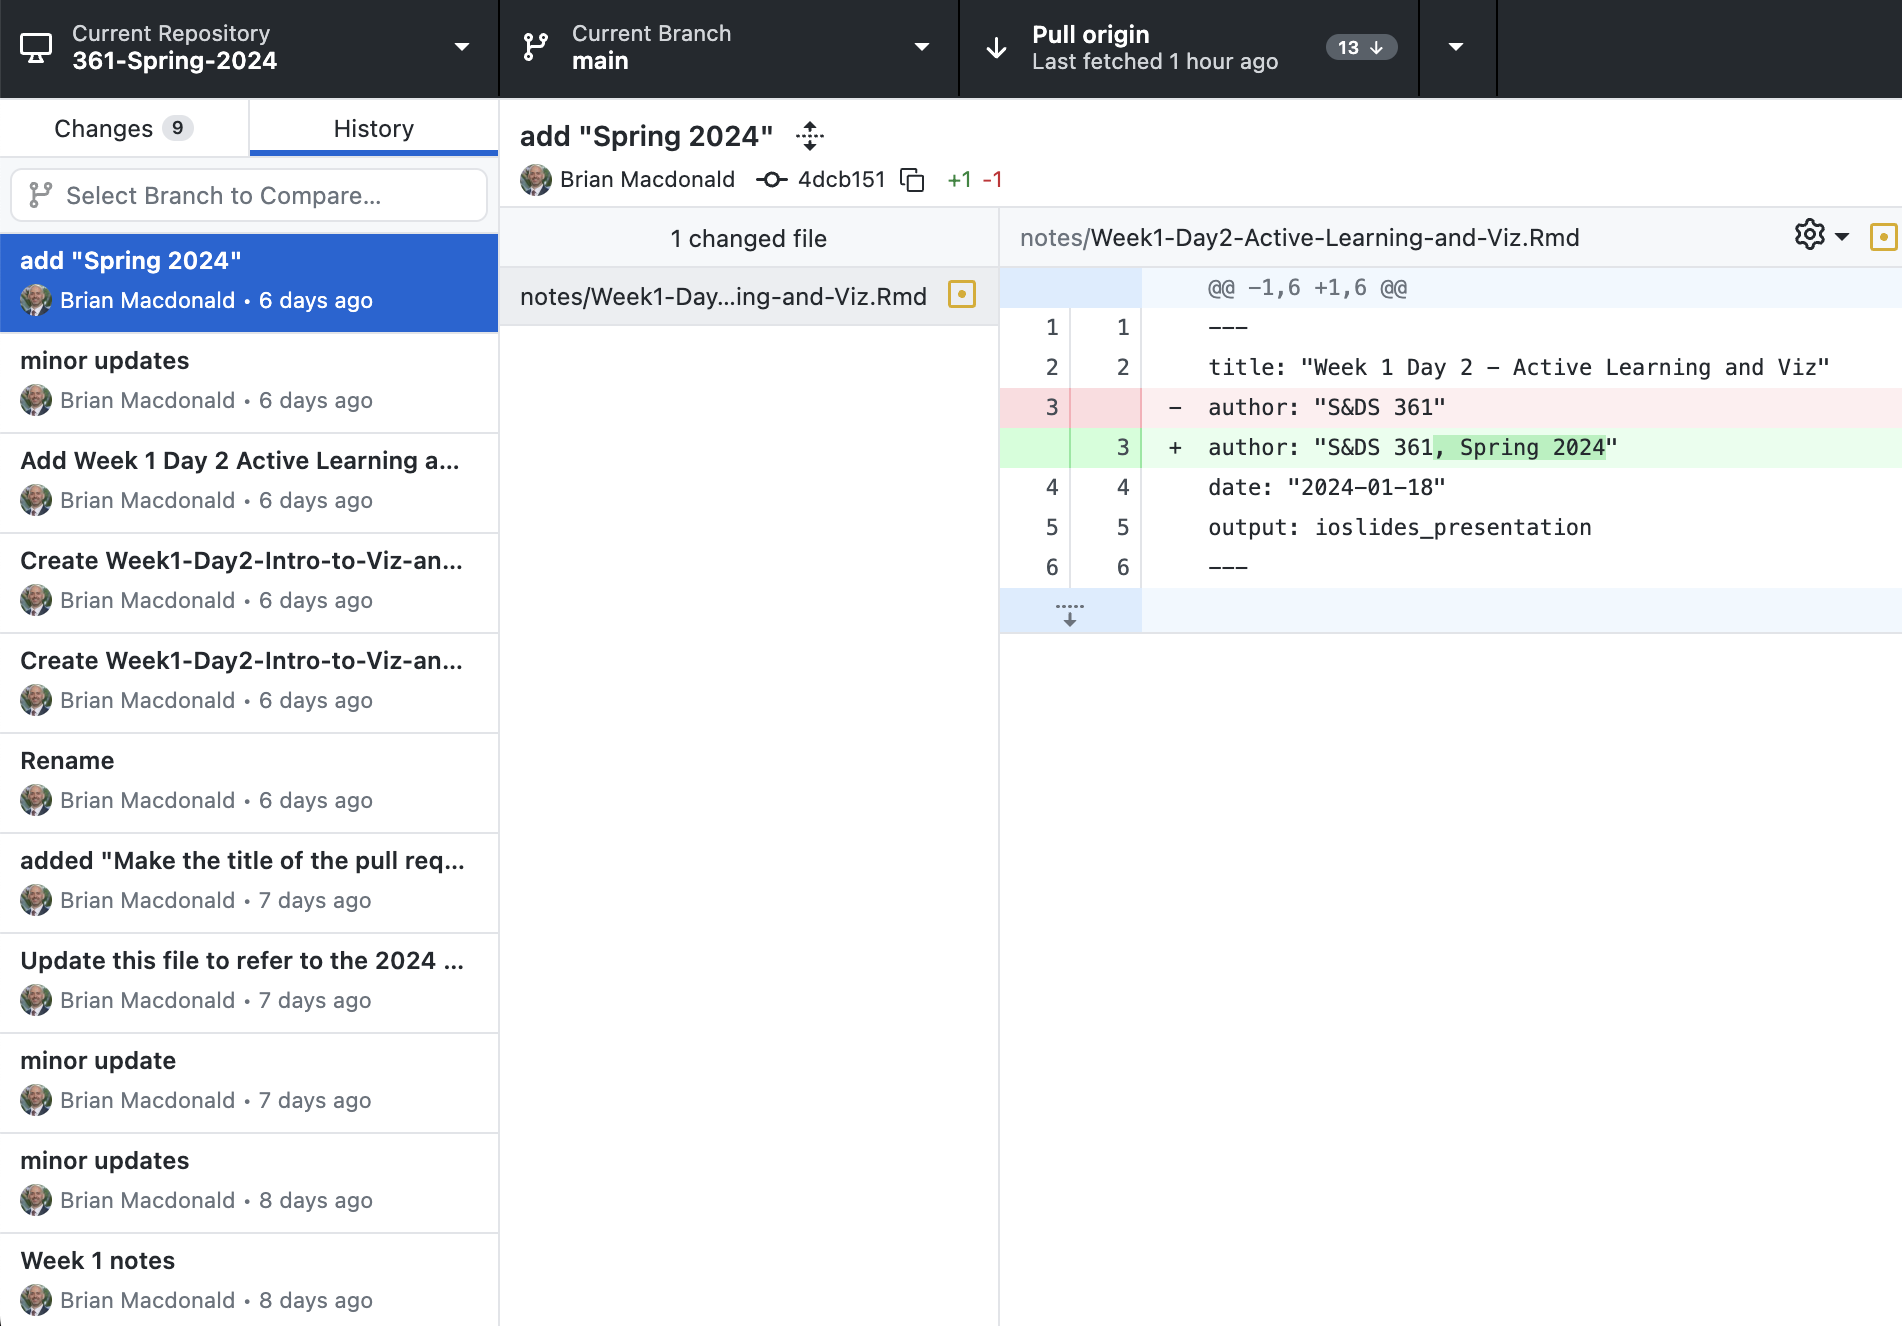 Current Repository
361-Spring-2024
Current Branch
main
Pull origin
Last fetched 1 hour ago
13
Changes 9
History
Select Branch to Compare...
add "Spring 2024"
Brian Macdonald • 6 days ago
minor updates
Brian Macdonald • 6 days ago
Add Week 1 Day 2 Active Learning a...
Brian Macdonald • 6 days ago
Create Week1-Day2-Intro-to-Viz-an...
Brian Macdonald • 6 days ago
Create Week1-Day2-Intro-to-Viz-an...
Brian Macdonald • 6 days ago
Rename
Brian Macdonald • 6 days ago
added "Make the title of the pull req...
Brian Macdonald • 7 days ago
Update this file to refer to the 2024 ...
Brian Macdonald • 7 days ago
minor update
Brian Macdonald • 7 days ago
minor updates
Brian Macdonald • 8 days ago
Week 1 notes
Brian Macdonald • 8 days ago
add "Spring 2024"
Brian Macdonald 4dcb151 +1 -1
1 changed file
notes/Week1-Day...ing-and-Viz.Rmd
notes/Week1-Day2-Active-Learning-and-Viz.Rmd
@@ -1,6 +1,6 @@
1 1 ---
2 2 title: "Week 1 Day 2 - Active Learning and Viz"
3 - author: "S&DS 361"
3 + author: "S&DS 361, Spring 2024"
4 4 date: "2024-01-18"
5 5 output: ioslides_presentation
6 6 ---